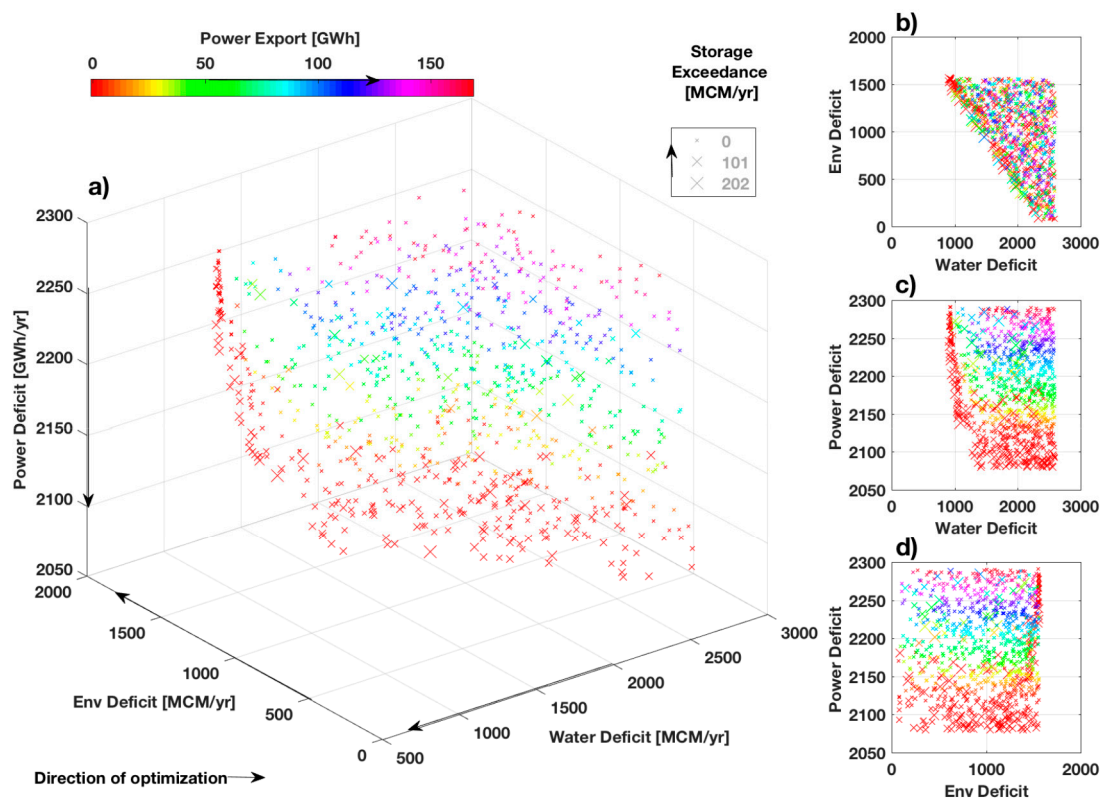 Power Export [GWh]
0 50 100 150
Storage
Exceedance
[MCM/yr]
0
101
202
a)
2300
2250
2200
2150
2100
2050
Power Deficit [GWh/yr]
2000
1500
1000
500
0
Env Deficit [MCM/yr]
500
1000
1500
2000
2500
3000
Water Deficit [MCM/yr]
Direction of optimization
b)
2000
1500
1000
500
0
Env Deficit
0 1000 2000 3000
Water Deficit
c)
2300
2250
2200
2150
2100
2050
Power Deficit
0 1000 2000 3000
Water Deficit
d)
2300
2250
2200
2150
2100
2050
Power Deficit
0 1000 2000
Env Deficit